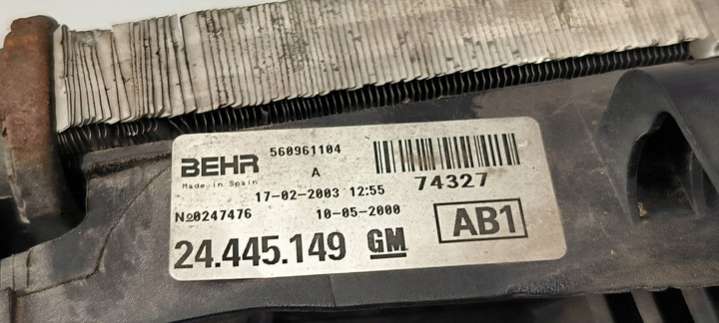 BEHR 560961104
Made in Spain A
17-02-2003 12:55 74327
№0247476 10-05-2000 AB1
24.445.149 GM